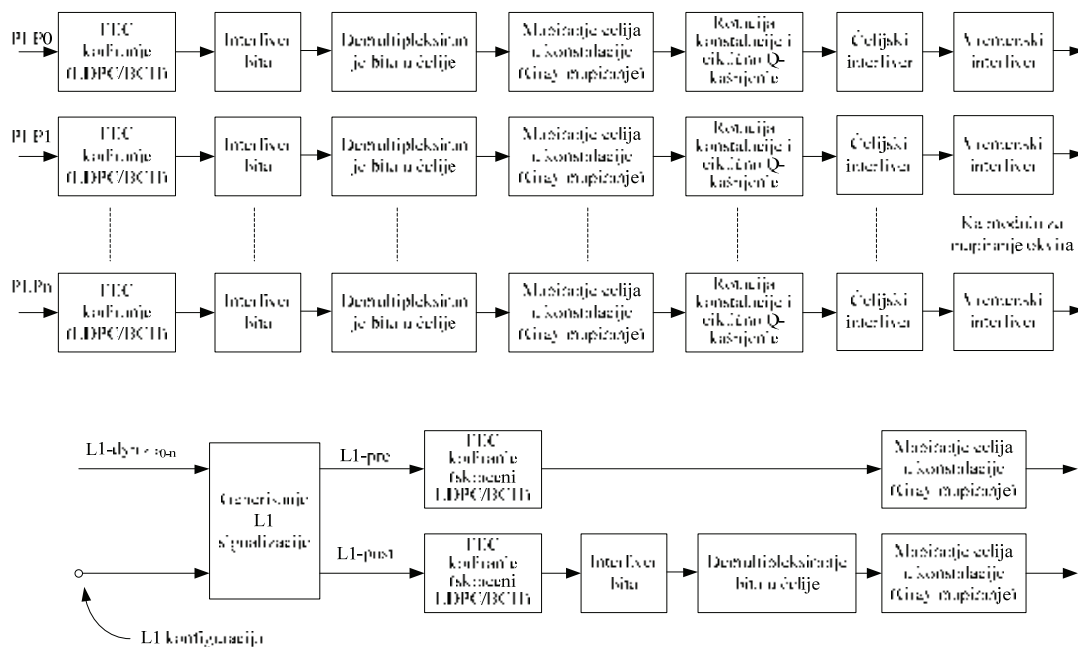 PLP0
FEC
kodiranje
(LDPC/BCH)
Interliver
bita
Demultipleksiran
je bita u ćelije
Mapiranje ćelija
u konstalacije
(Gray mapiranje)
Rotacija
konstalacije i
ciklično Q-
kašnjenje
Ćelijski
interliver
Vremenski
interliver
PLP1
FEC
kodiranje
(LDPC/BCH)
Interliver
bita
Demultipleksiran
je bita u ćelije
Mapiranje ćelija
u konstalacije
(Gray mapiranje)
Rotacija
konstalacije i
ciklično Q-
kašnjenje
Ćelijski
interliver
Vremenski
interliver
Ka modulu za
mapiranje okvira
PLPn
FEC
kodiranje
(LDPC/BCH)
Interliver
bita
Demultipleksiran
je bita u ćelije
Mapiranje ćelija
u konstalacije
(Gray mapiranje)
Rotacija
konstalacije i
ciklično Q-
kašnjenje
Ćelijski
interliver
Vremenski
interliver
L1-pre
FEC
kodiranje
(skraćeni
LDPC/BCH)
Mapiranje ćelija
u konstalacije
(Gray mapiranje)
Generisanje
L1
signalizacije
L1-post
FEC
kodiranje
(skraćeni
LDPC/BCH)
Interliver
bita
Demultipleksiranje
bita u ćelije
Mapiranje ćelija
u konstalacije
(Gray mapiranje)
L1 konfiguracija